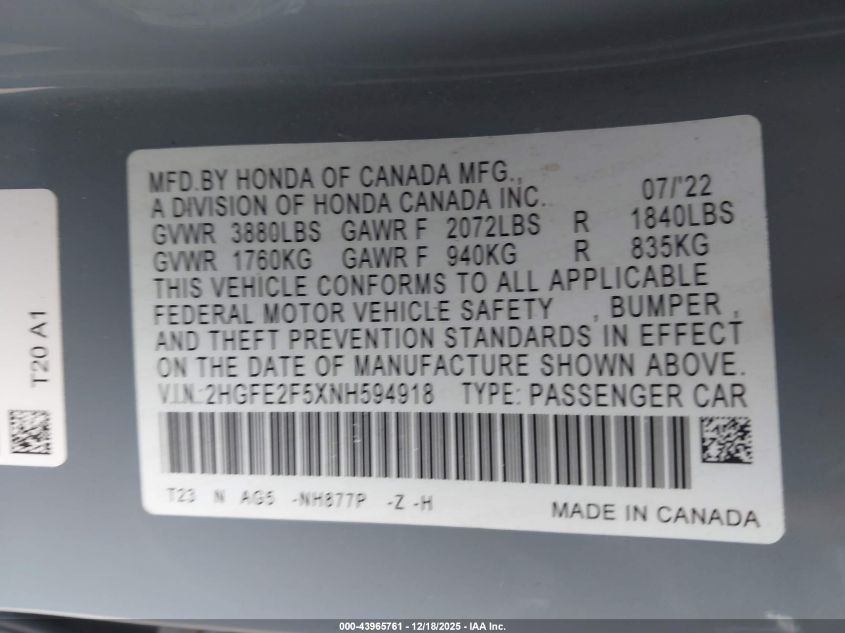 MFD.BY HONDA OF CANADA MFG.,
A DIVISION OF HONDA CANADA INC. 07/'22
GVWR 3880LBS GAWR F 2072LBS R 1840LBS
GVWR 1760KG GAWR F 940KG R 835KG
THIS VEHICLE CONFORMS TO ALL APPLICABLE
FEDERAL MOTOR VEHICLE SAFETY , BUMPER ,
AND THEFT PREVENTION STANDARDS IN EFFECT
ON THE DATE OF MANUFACTURE SHOWN ABOVE.
V.I.N.:2HGFE2F5XNH594918 TYPE: PASSENGER CAR
T23 N AG5 -NH877P -Z -H
MADE IN CANADA
T20 A1
000-43965761 - 12/18/2025 - IAA Inc.